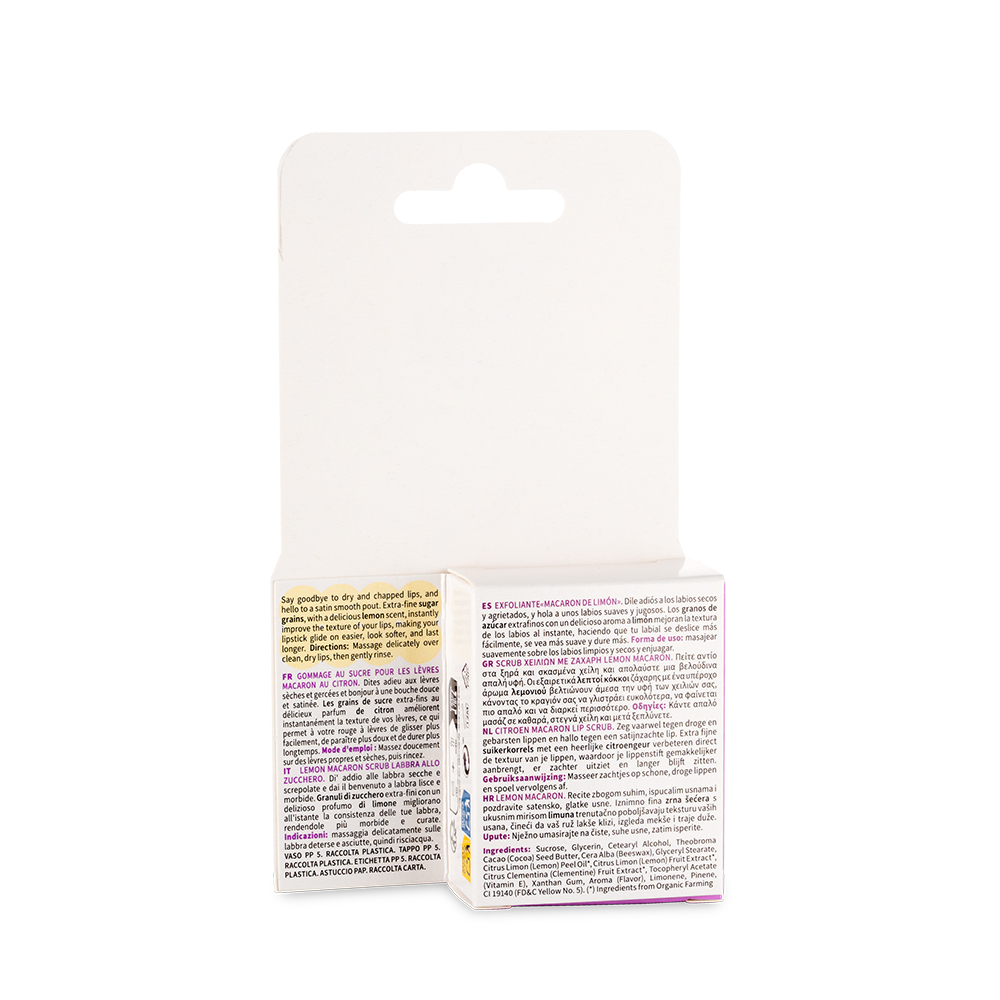 Say goodbye to dry and chapped lips, and
hello to a satin smooth pout. Extra-fine sugar
grains, with a delicious lemon scent, instantly
improve the texture of your lips, making your
lipstick glide on easier, look softer, and last
longer. Directions: Massage delicately over
clean, dry lips, then gently rinse.
FR GOMMAGE AU SUCRE POUR LES LÈVRES
MACARON AU CITRON. Dites adieu aux lèvres
sèches et gercées et bonjour à une bouche douce
et satinée. Les grains de sucre extra-fins au
délicieux parfum de citron améliorent
instantanément la texture de vos lèvres, ce qui
permet à votre rouge à lèvres de glisser plus
facilement, de paraître plus doux et de durer plus
longtemps. Mode d'emploi : Massez doucement
sur des lèvres propres et sèches, puis rincez.
IT LEMON MACARON SCRUB LABBRA ALLO
ZUCCHERO. Di' addio alle labbra secche e
screpolate e dai il benvenuto a labbra lisce e
morbide. Granuli di zucchero extra-fini con un
delizioso profumo di limone migliorano
all'istante la consistenza delle tue labbra,
rendendole più morbide e curate.
Indicazioni: massaggia delicatamente sulle
labbra deterse e asciutte, quindi risciacqua.
VASO PP 5. RACCOLTA PLASTICA. TAPPO PP 5.
RACCOLTA PLASTICA. ETICHETTA PP 5. RACCOLTA
PLASTICA. ASTUCCIO PAP. RACCOLTA CARTA.
ES EXFOLIANTE «MACARON DE LIMÓN». Dile adiós a los labios secos
y agrietados, y hola a unos labios suaves y jugosos. Los granos de
azúcar extrafinos con un delicioso aroma a limón mejoran la textura
de los labios al instante, haciendo que tu labial se deslice más
fácilmente, se vea más suave y dure más. Forma de uso: masajear
suavemente sobre los labios limpios y secos y enjuagar.
GR SCRUB ΧΕΙΛΙΩΝ ΜΕ ΖΑΧΑΡΗ LEMON MACARON. Πείτε αντίο
στα ξηρά και σκασμένα χείλη και απολαύστε μια βελούδινα
απαλή υφή. Οι εξαιρετικά λεπτοί κόκκοι ζάχαρης με ένα υπέροχο
άρωμα λεμονιού βελτιώνουν άμεσα την υφή των χειλιών σας,
κάνοντας το κραγιόν σας να γλιστράει ευκολότερα, να φαίνεται
πιο απαλό και να διαρκεί περισσότερο. Οδηγίες: Κάντε απαλό
μασάζ σε καθαρά, στεγνά χείλη και μετά ξεπλύνετε.
NL CITROEN MACARON LIP SCRUB. Zeg vaarwel tegen droge en
gebarsten lippen en hallo tegen een satijnzachte lip. Extra fijne
suikerkorrels met een heerlijke citroengeur verbeteren direct
de textuur van je lippen, waardoor je lippenstift gemakkelijker
aanbrengt, er zachter uitziet en langer blijft zitten.
Gebruiksaanwijzing: Masseer zachtjes op schone, droge lippen
en spoel vervolgens af.
HR LEMON MACARON. Recite zbogom suhim, ispucalim usnama i
pozdravite satensko, glatke usne. Iznimno fina zrna šećera s
ukusnim mirisom limuna trenutačno poboljšavaju teksturu vaših
usana, čineći da vaš ruž lakše klizi, izgleda mekše i traje duže.
Upute: Nježno umasirajte na čiste, suhe usne, zatim isperite.
Ingredients: Sucrose, Glycerin, Cetearyl Alcohol, Theobroma
Cacao (Cocoa) Seed Butter, Cera Alba (Beeswax), Glyceryl Stearate,
Citrus Limon (Lemon) Peel Oil*, Citrus Limon (Lemon) Fruit Extract*,
Citrus Clementina (Clementine) Fruit Extract*, Tocopheryl Acetate
(Vitamin E), Xanthan Gum, Aroma (Flavor), Limonene, Pinene,
CI 19140 (FD&C Yellow No. 5). (*) Ingredients from Organic Farming